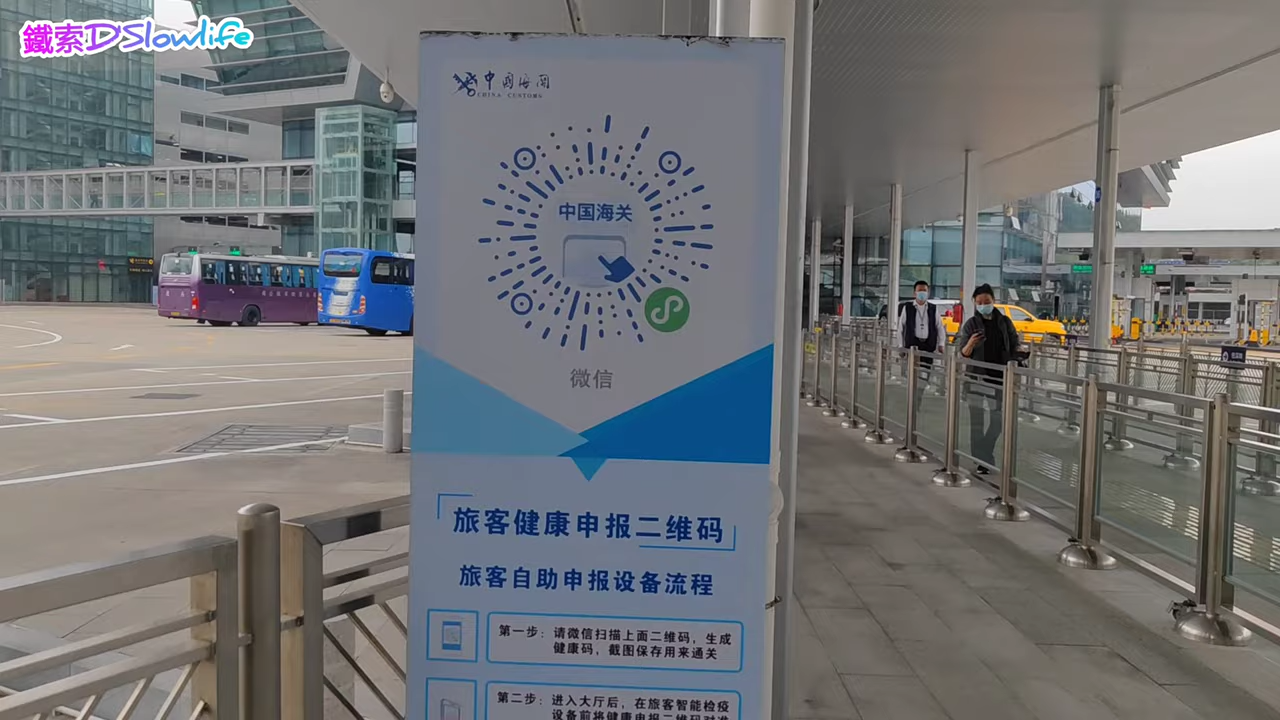 鐵索DSlowlife
中国海关
CHINA CUSTOMS
中国海关
微信
旅客健康申报二维码
旅客自助申报设备流程
第一步：请微信扫描上面二维码，生成
健康码，截图保存用来通关
第二步：进入大厅后，在旅客智能检疫
设备前将健康申报二维码对准